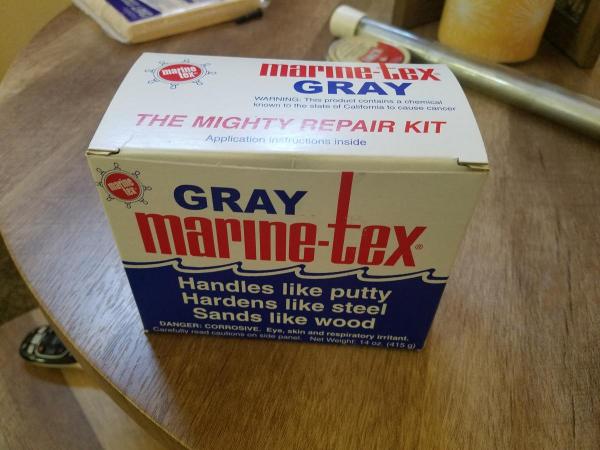 marine tex
marine-tex®
GRAY
WARNING: This product contains a chemical
known to the state of California to cause cancer
THE MIGHTY REPAIR KIT
Application instructions inside
marine tex
GRAY
marine-tex®
Handles like putty
Hardens like steel
Sands like wood
DANGER: CORROSIVE. Eye, skin and respiratory irritant.
Carefully read cautions on side panel. Net Weight: 14 oz. (415 g)